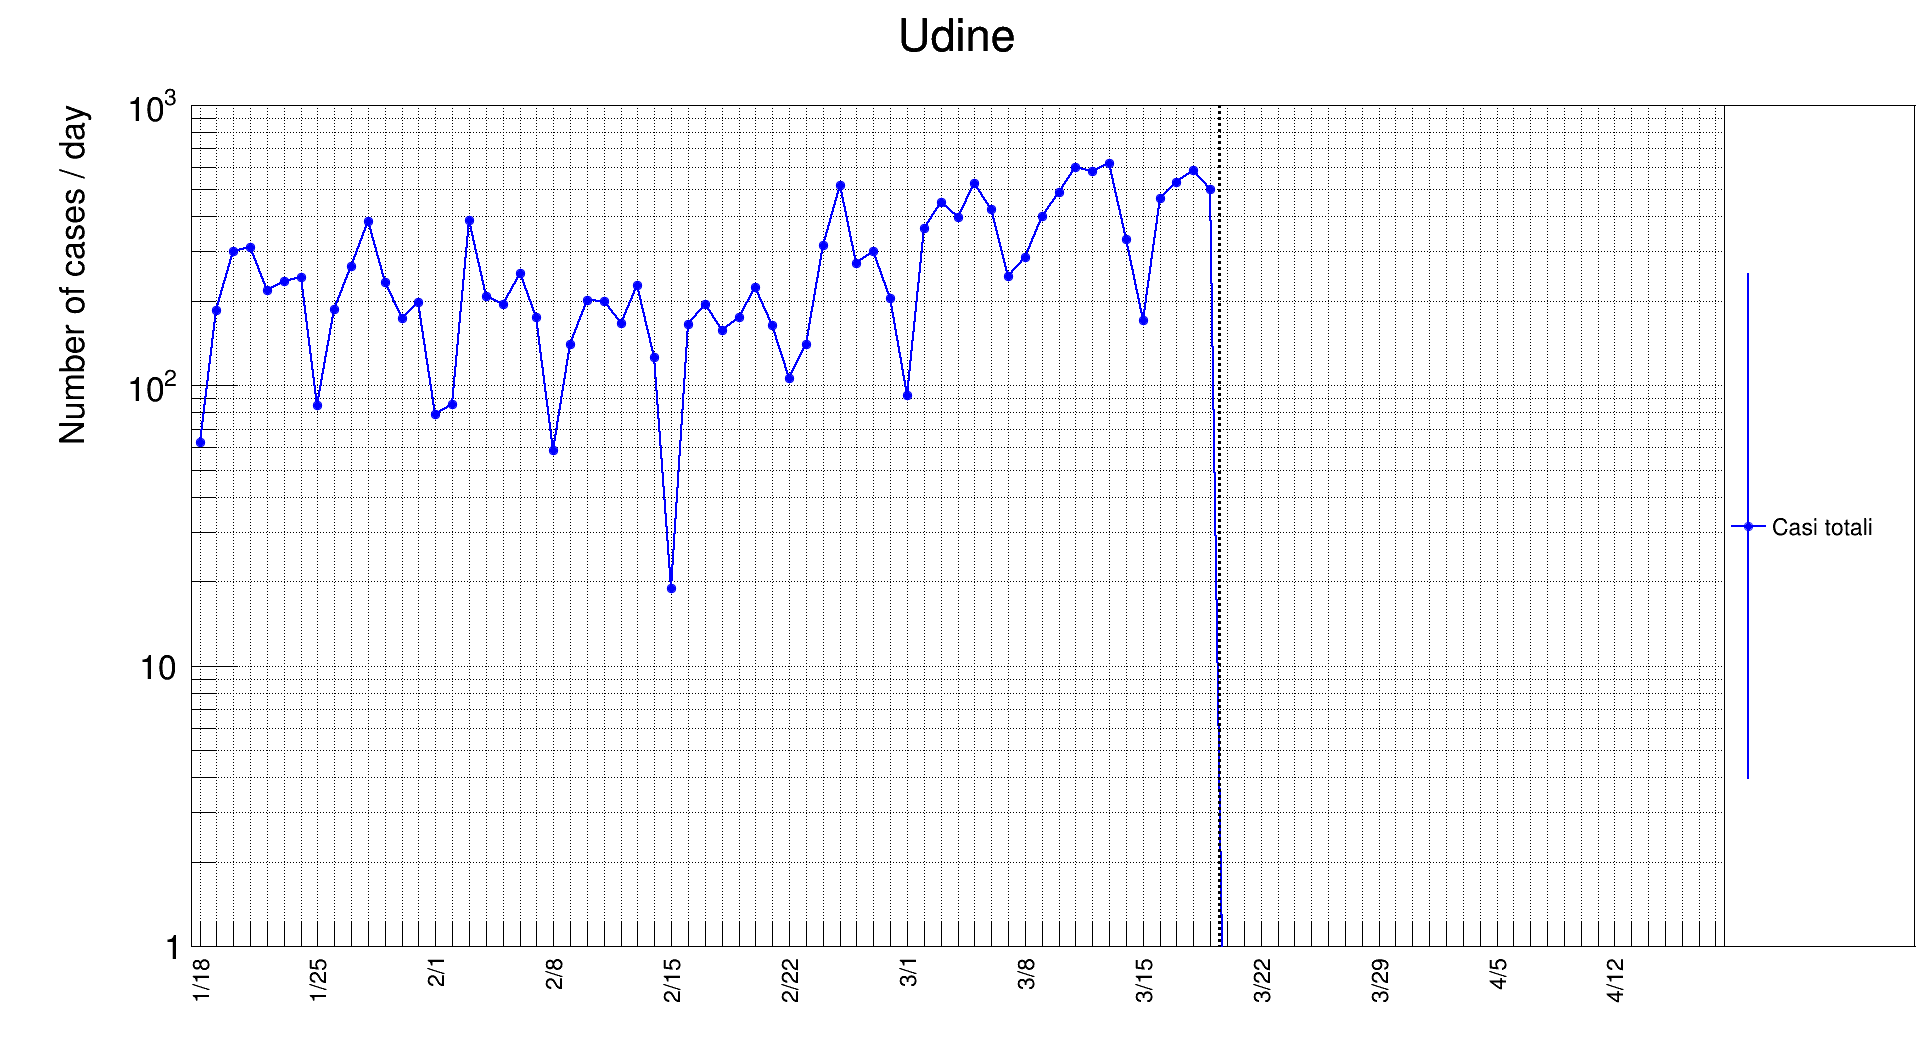 Udine
Number of cases / day
10³
10²
10
1
1/18 1/25 2/1 2/8 2/15 2/22 3/1 3/8 3/15 3/22 3/29 4/5 4/12
Casi totali